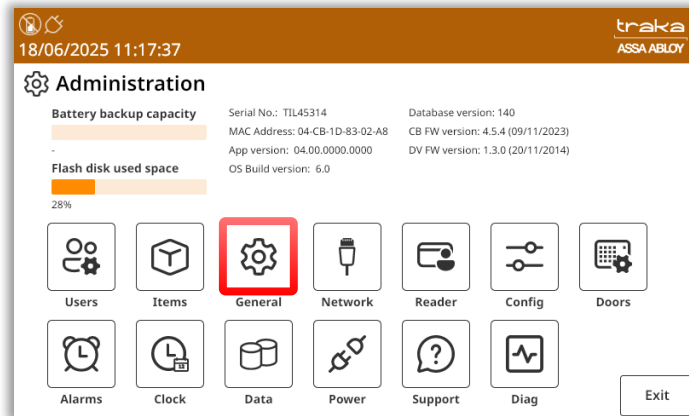 traka
18/06/2025 11:17:37
ASSA ABLOY
Administration
Battery backup capacity
-
Flash disk used space
28%
Serial No.: TIL45314
MAC Address: 04-CB-1D-83-02-A8
App version: 04.00.0000.0000
OS Build version: 6.0
Database version: 140
CB FW version: 4.5.4 (09/11/2023)
DV FW version: 1.3.0 (20/11/2014)
Users
Items
General
Network
Reader
Config
Doors
Alarms
Clock
Data
Power
Support
Diag
Exit